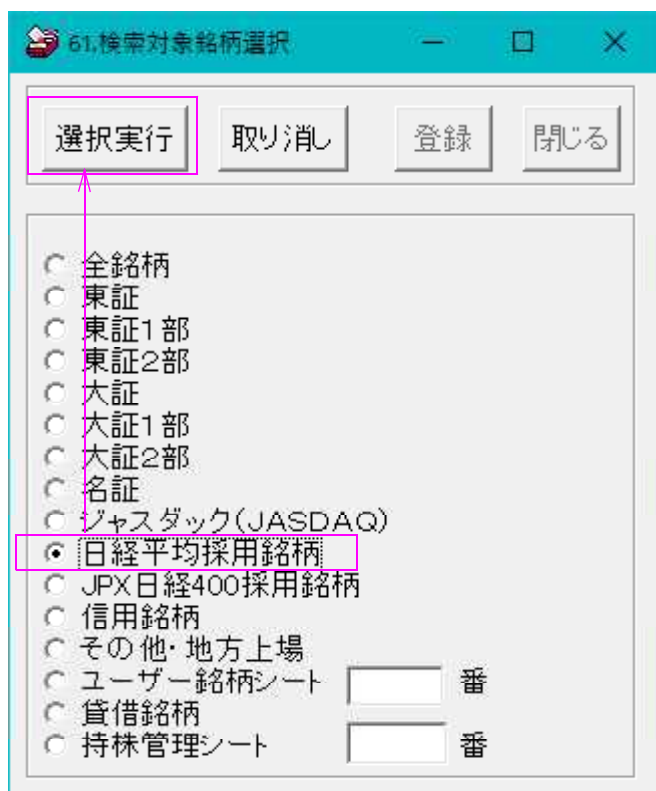 61.検索対象銘柄選択
選択実行 取り消し 登録 閉じる
全銘柄
東証
東証1部
東証2部
大証
大証1部
大証2部
名証
ジャスダック(JASDAQ)
日経平均採用銘柄
JPX日経400採用銘柄
信用銘柄
その他・地方上場
ユーザー銘柄シート 番
貸借銘柄
持株管理シート 番